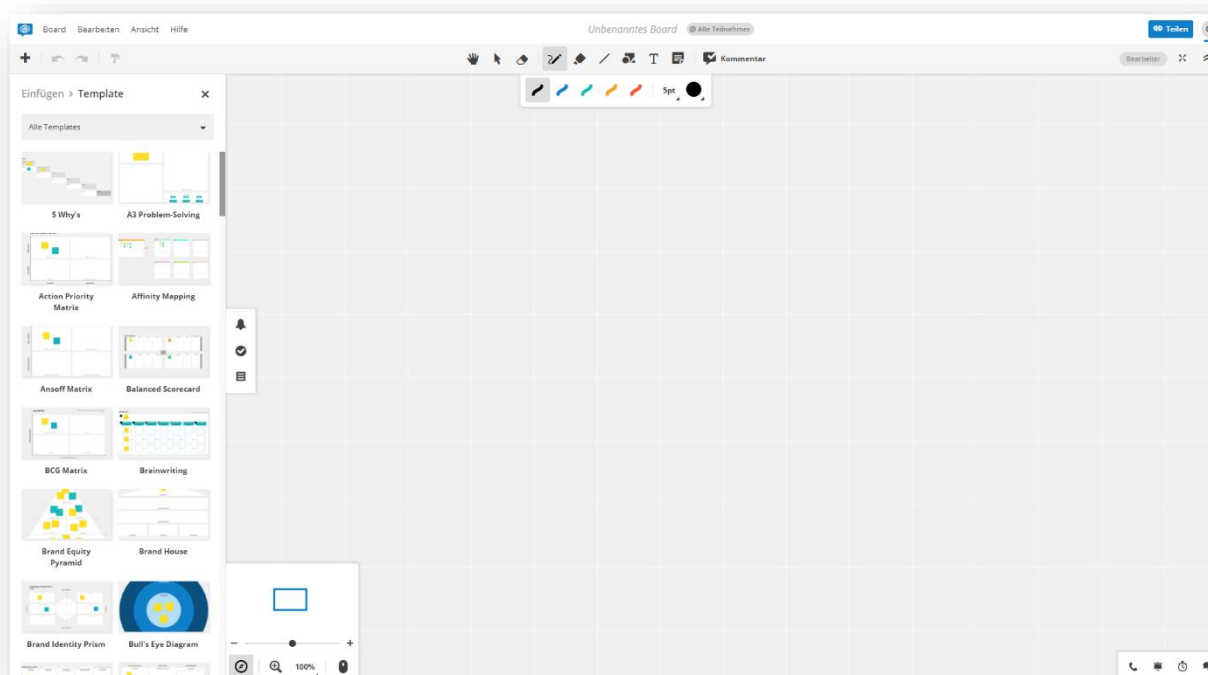 Board Bearbeiten Ansicht Hilfe
Unbenanntes Board
@ Alle Teilnehmer
Teilen
T
Kommentar
Bearbeiter
Einfügen > Template
5pt
Alle Templates
5 Why's
A3 Problem-Solving
Action Priority
Matrix
Affinity Mapping
Ansoff Matrix
Balanced Scorecard
BCG Matrix
Brainwriting
Brand Equity
Pyramid
Brand House
Brand Identity Prism
Bull's Eye Diagram
100%